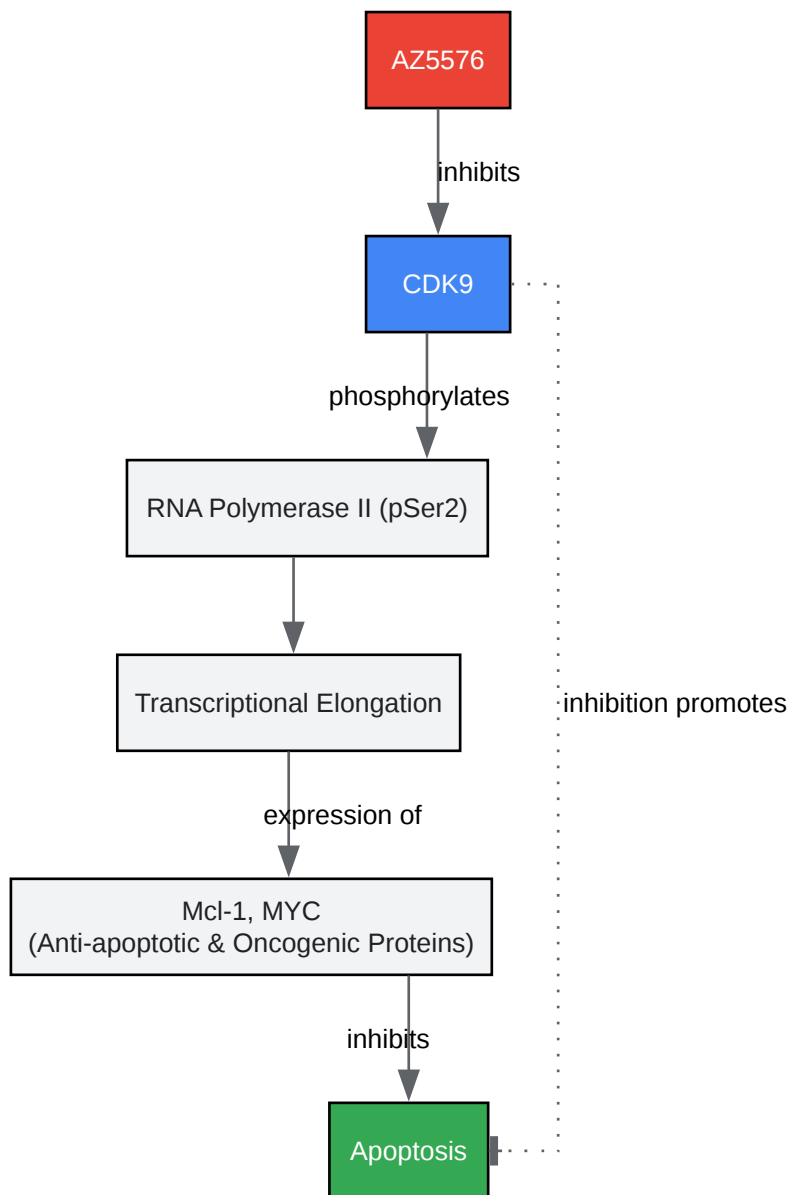 AZ5576
inhibits
CDK9
phosphorylates
RNA Polymerase II (pSer2)
Transcriptional Elongation
inhibition promotes
expression of
Mcl-1, MYC
(Anti-apoptotic & Oncogenic Proteins)
inhibits
Apoptosis